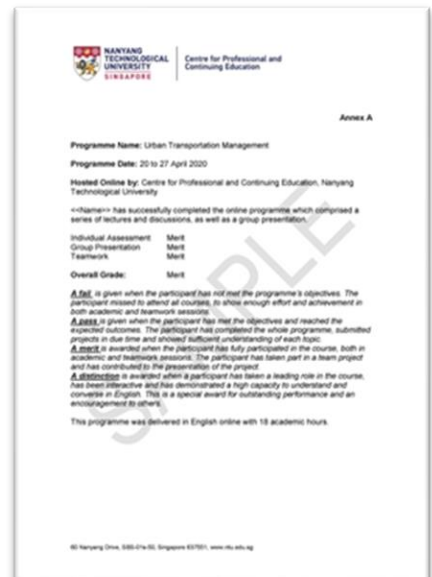 NANYANG
TECHNOLOGICAL
UNIVERSITY
SINGAPORE
Centre for Professional and
Continuing Education
Annex A
Programme Name: Urban Transportation Management
Programme Date: 20 to 27 April 2020
Hosted Online by: Centre for Professional and Continuing Education, Nanyang
Technological University
<<Name>> has successfully completed the online programme which comprised a
series of lectures and discussions, as well as a group presentation.
Individual Assessment Merit
Group Presentation Merit
Teamwork Merit
Overall Grade: Merit
A fail is given when the participant has not met the programme's objectives. The
participant missed to attend all courses, to show enough effort and achievement in
both academic and teamwork sessions.
A pass is given when the participant has met the objectives and reached the
expected outcomes. The participant has completed the whole programme, submitted
projects in due time and showed sufficient understanding of each topic.
A merit is awarded when the participant has fully participated in the course, both in
academic and teamwork sessions. The participant has taken part in a team project
and has contributed to the presentation of the project.
A distinction is awarded when a participant has taken a leading role in the course,
has been interactive and has demonstrated a high capacity to understand and
converse in English. This is a special award for outstanding performance and an
encouragement to others.
This programme was delivered in English online with 18 academic hours.
SAMPLE
60 Nanyang Drive, Singapore 637551, www.ntu.edu.sg